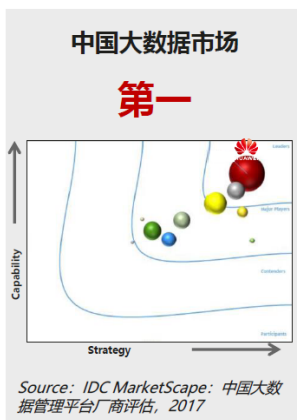 中国大数据市场
第一
HUAWEI
Leaders
Major Players
Contenders
Participants
Capability
Strategy
Source: IDC MarketScape: 中国大数
据管理平台厂商评估, 2017